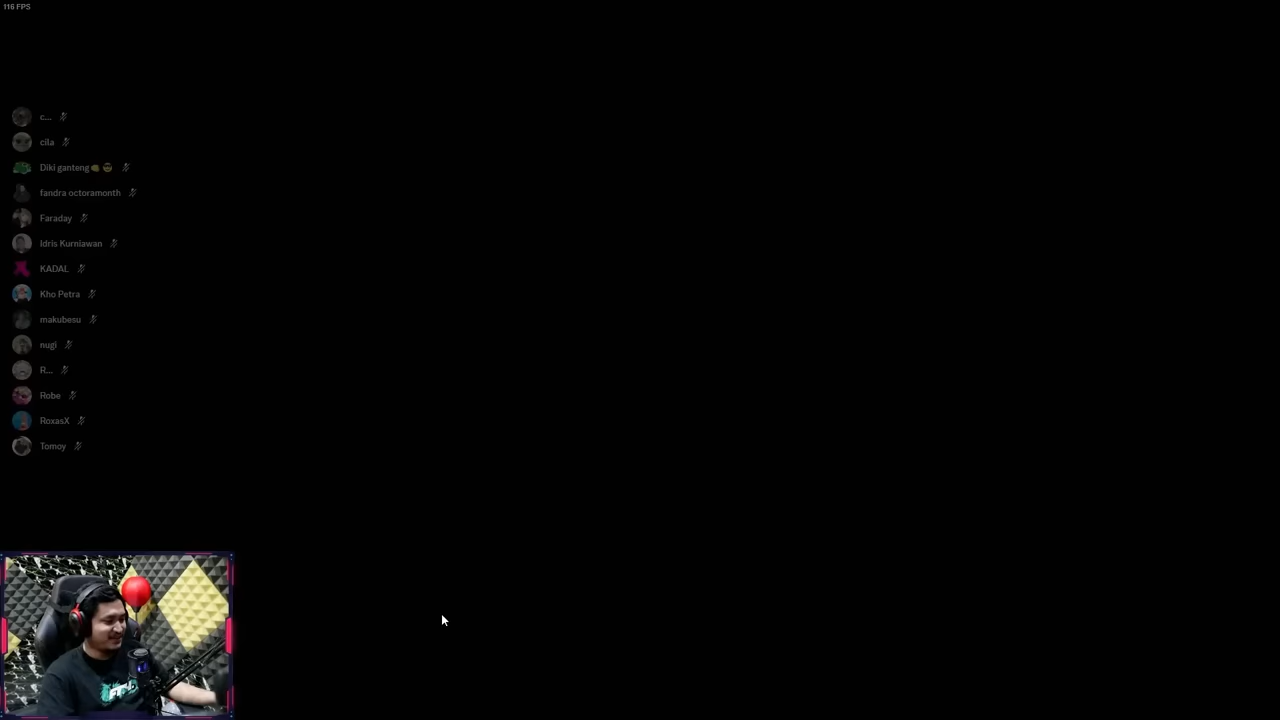 116 FPS
c...
cila
Diki ganteng👊😎
fandra octoramonth
Faraday
Idris Kurniawan
KADAL
Kho Petra
makubesu
nugi
R...
Robe
RoxasX
Tomoy